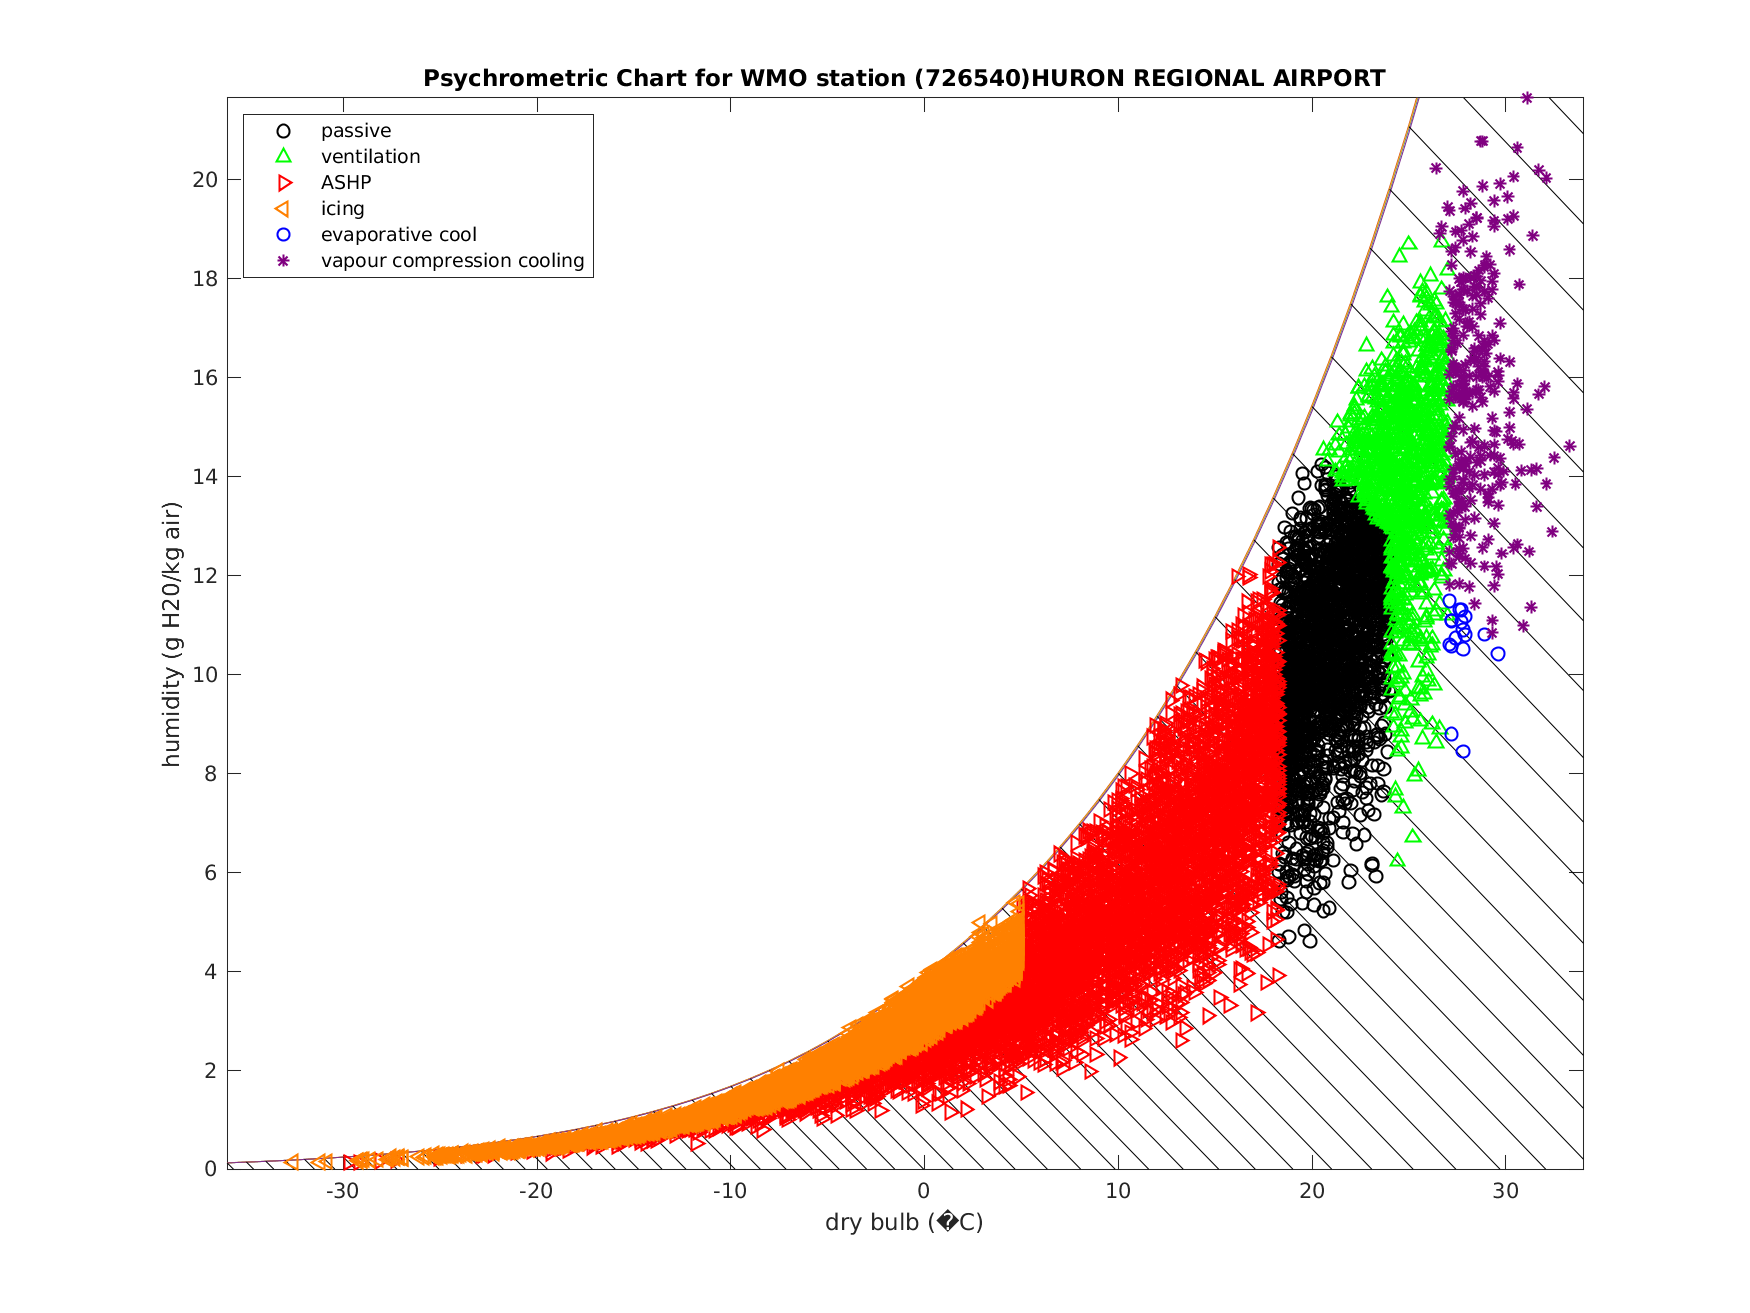 Psychrometric Chart for WMO station (726540)HURON REGIONAL AIRPORT
passive
ventilation
ASHP
icing
evaporative cool
vapour compression cooling
humidity (g H20/kg air)
20
18
16
14
12
10
8
6
4
2
0
-30 -20 -10 0 10 20 30
dry bulb (�C)